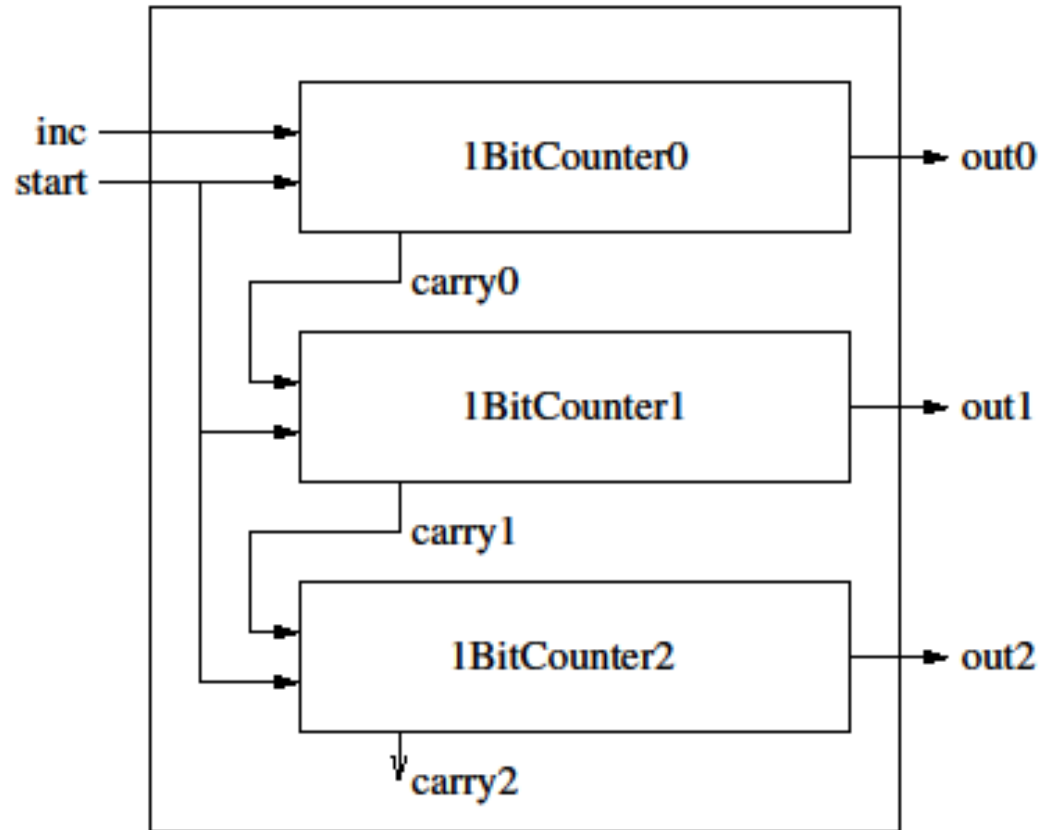 inc
start
1BitCounter0
out0
carry0
1BitCounter1
out1
carry1
1BitCounter2
out2
carry2